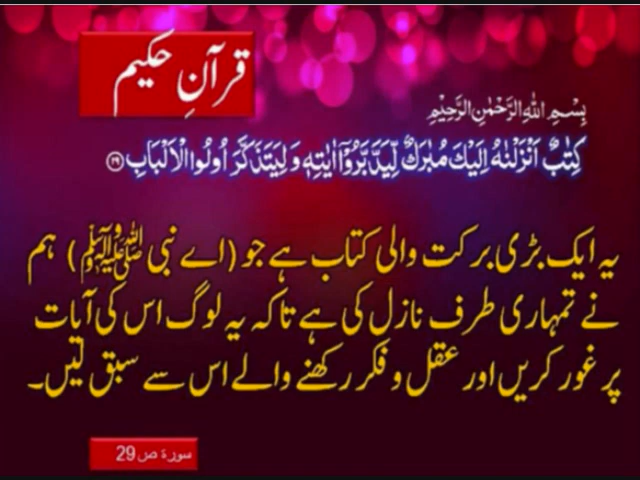 قرآنِ حکیم
بِسْمِ اللهِ الرَّحْمٰنِ الرَّحِيْمِ
كِتٰبٌ اَنْزَلْنٰهُ اِلَيْكَ مُبٰرَكٌ لِّيَدَّبَّرُوْٓا اٰيٰتِهٖ وَلِيَتَذَكَّرَ اُولُوا الْاَلْبَابِ ۝۲۹
یہ ایک بڑی برکت والی کتاب ہے جو (اے نبی ﷺ) ہم
نے تمہاری طرف نازل کی ہے تاکہ یہ لوگ اس کی آیات
پر غور کریں اور عقل و فکر رکھنے والے اس سے سبق لیں۔
سورۃ ص 29